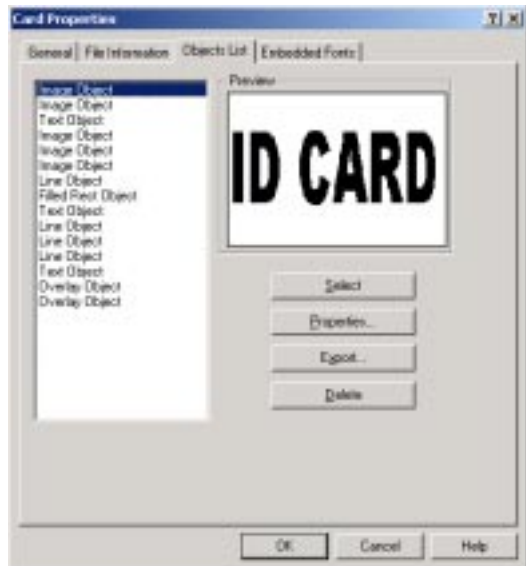 Card Properties
General File Information Objects List Embedded Fonts
Image Object
Image Object
Text Object
Image Object
Image Object
Image Object
Line Object
Filled Rect Object
Text Object
Line Object
Line Object
Line Object
Text Object
Overlay Object
Overlay Object
Preview
ID CARD
Select
Properties...
Export...
Delete
OK Cancel Help